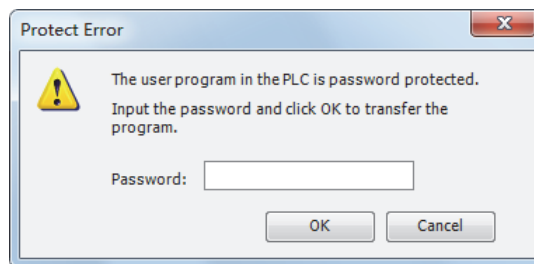 Protect Error
The user program in the PLC is password protected.
Input the password and click OK to transfer the
program.
Password:
OK
Cancel